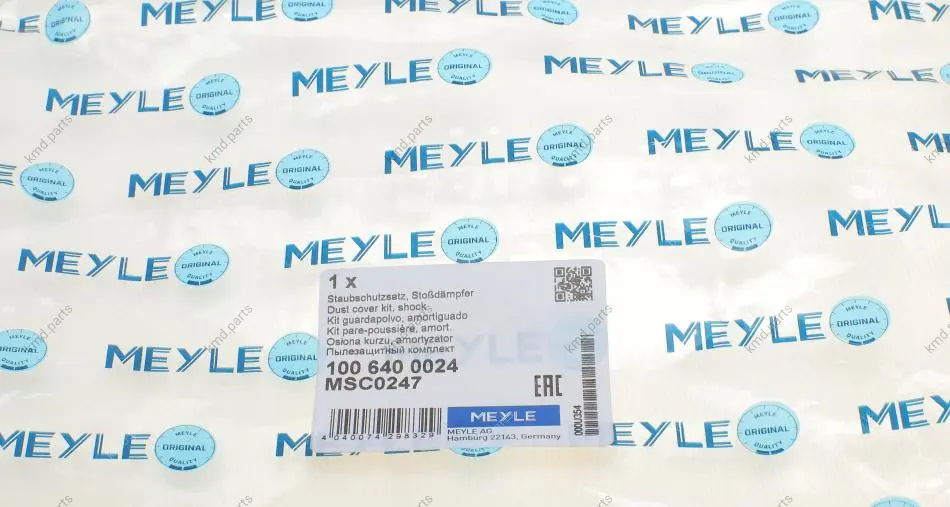 MEYLE
MEYLE ORIGINAL QUALITY
1 x
Staubschutzsatz, Stoßdämpfer
Dust cover kit, shock
Kit guardapolvo, amortiguado
Kit pare-poussière, amort.
Osłona kurzu, amortyzator
Пылезащитный комплект
100 640 0024
MSC0247
EAC
000U354
4 040074 298329
MEYLE
MEYLE AG
Hamburg 22143, Germany
kmd.parts